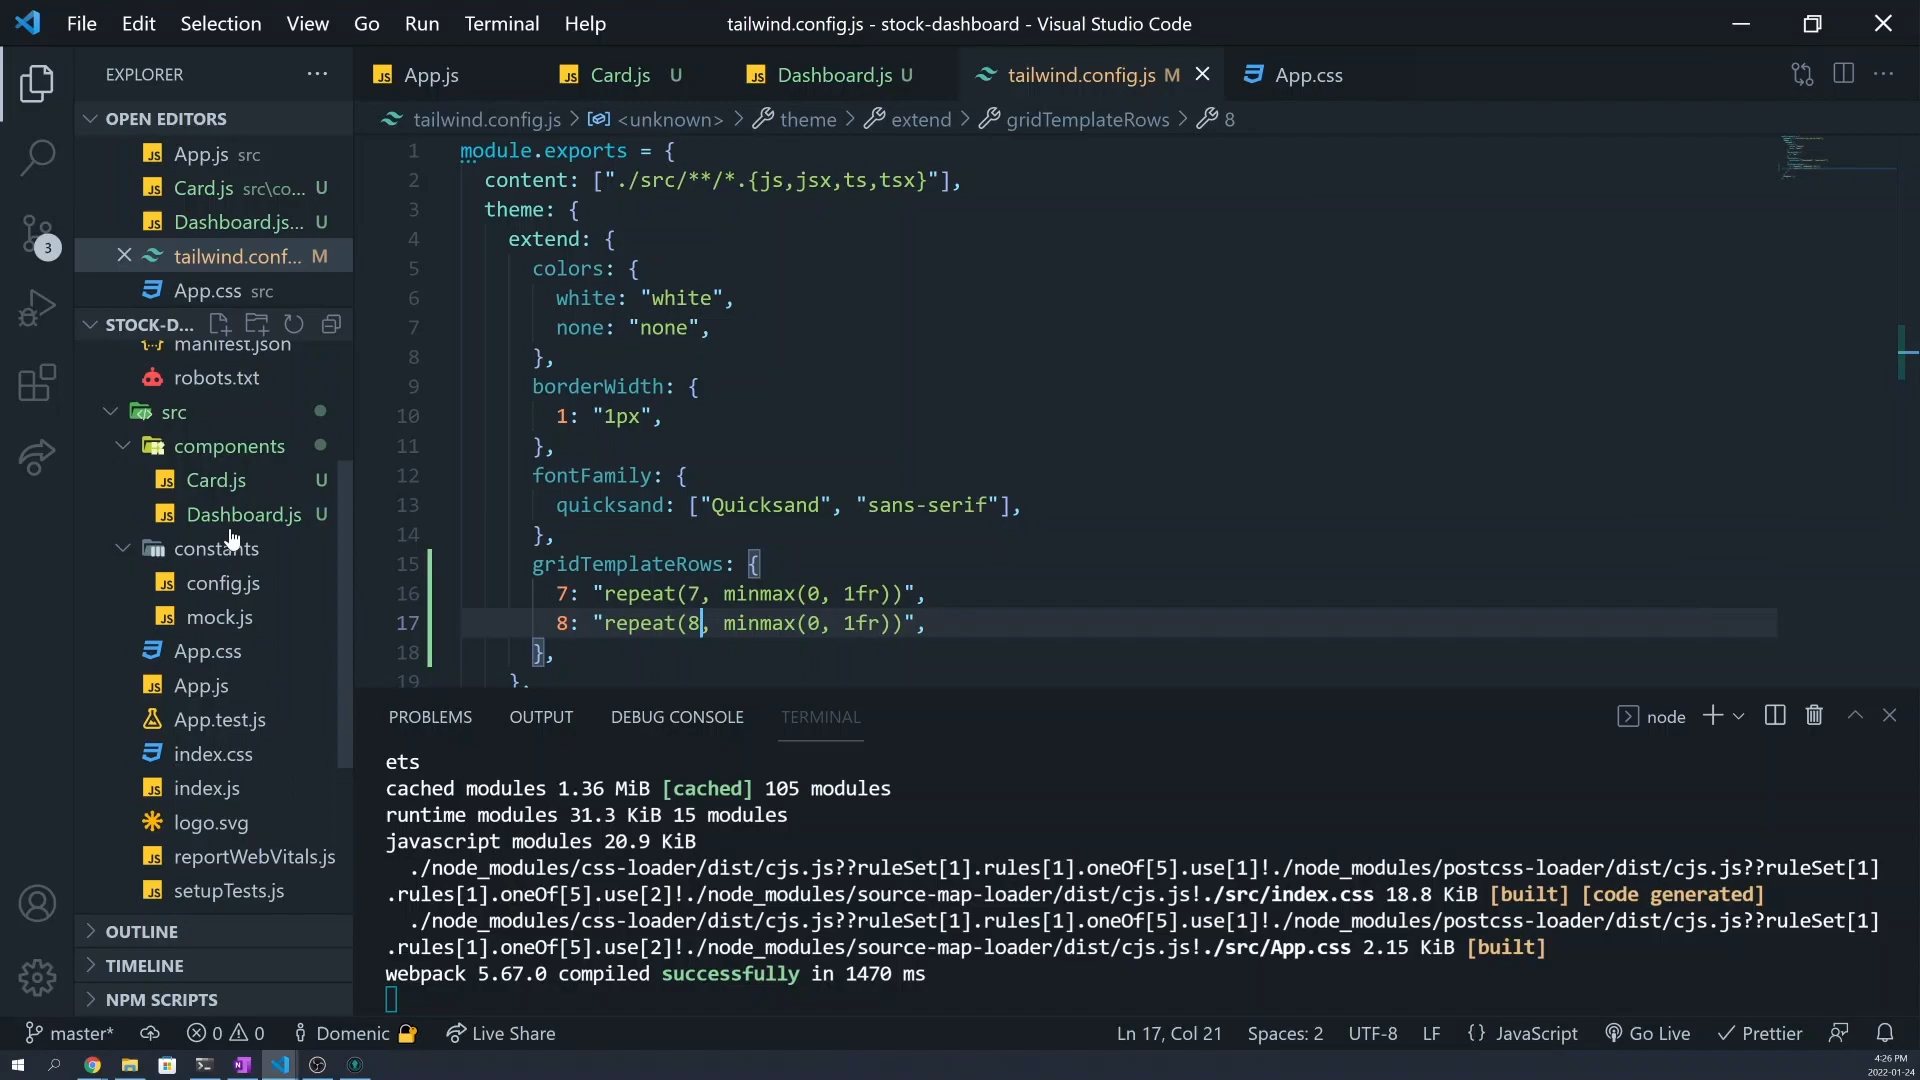 File Edit Selection View Go Run Terminal Help
tailwind.config.js - stock-dashboard - Visual Studio Code
EXPLORER
OPEN EDITORS
App.js src
Card.js src\co... U
Dashboard.js... U
tailwind.conf... M
App.css src
STOCK-D...
manifest.json
robots.txt
src
components
Card.js U
Dashboard.js U
constants
config.js
mock.js
App.css
App.js
App.test.js
index.css
index.js
logo.svg
reportWebVitals.js
setupTests.js
OUTLINE
TIMELINE
NPM SCRIPTS
3
App.js Card.js U Dashboard.js U tailwind.config.js M App.css
tailwind.config.js > <unknown> > theme > extend > gridTemplateRows > 8
1 module.exports = {
2 content: ["./src/**/*.{js,jsx,ts,tsx}"],
3 theme: {
4 extend: {
5 colors: {
6 white: "white",
7 none: "none",
8 },
9 borderWidth: {
10 1: "1px",
11 },
12 fontFamily: {
13 quicksand: ["Quicksand", "sans-serif"],
14 },
15 gridTemplateRows: {
16 7: "repeat(7, minmax(0, 1fr))",
17 8: "repeat(8, minmax(0, 1fr))",
18 },
19 },
PROBLEMS OUTPUT DEBUG CONSOLE TERMINAL
node
ets
cached modules 1.36 MiB [cached] 105 modules
runtime modules 31.3 KiB 15 modules
javascript modules 20.9 KiB
./node_modules/css-loader/dist/cjs.js??ruleSet[1].rules[1].oneOf[5].use[1]!./node_modules/postcss-loader/dist/cjs.js??ruleSet[1]
.rules[1].oneOf[5].use[2]!./node_modules/source-map-loader/dist/cjs.js!./src/index.css 18.8 KiB [built] [code generated]
./node_modules/css-loader/dist/cjs.js??ruleSet[1].rules[1].oneOf[5].use[1]!./node_modules/postcss-loader/dist/cjs.js??ruleSet[1]
.rules[1].oneOf[5].use[2]!./node_modules/source-map-loader/dist/cjs.js!./src/App.css 2.15 KiB [built]
webpack 5.67.0 compiled successfully in 1470 ms
master* 0 0 Domenic Live Share Ln 17, Col 21 Spaces: 2 UTF-8 LF {} JavaScript Go Live Prettier
4:26 PM
2022-01-24